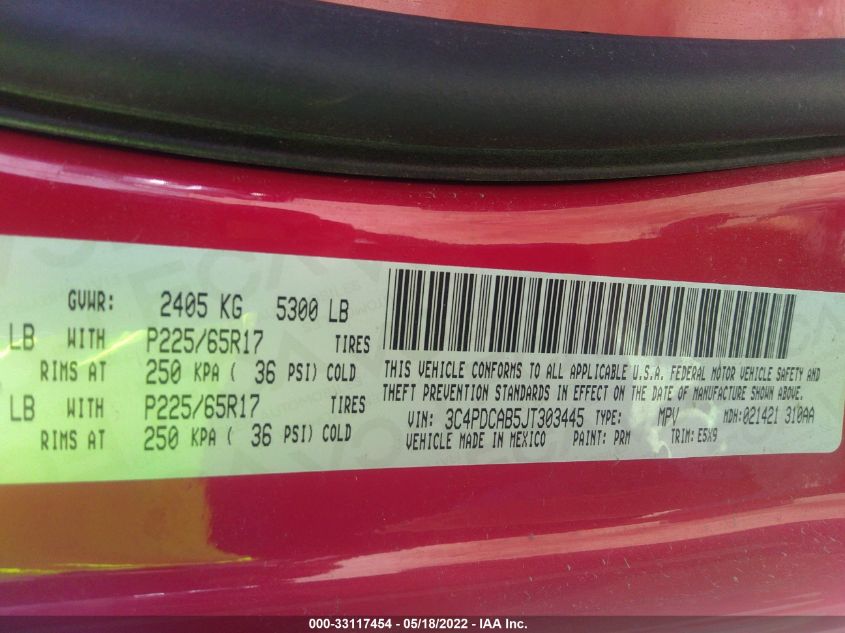 GVWR: 2405 KG 5300 LB
LB WITH P225/65R17 TIRES
RIMS AT 250 KPA ( 36 PSI) COLD
LB WITH P225/65R17 TIRES
RIMS AT 250 KPA ( 36 PSI) COLD
THIS VEHICLE CONFORMS TO ALL APPLICABLE U.S.A. FEDERAL MOTOR VEHICLE SAFETY AND
THEFT PREVENTION STANDARDS IN EFFECT ON THE DATE OF MANUFACTURE SHOWN ABOVE.
VIN: 3C4PDCAB5JT303445 TYPE: MPV MDH:021421 310AA
VEHICLE MADE IN MEXICO PAINT: PRM TRIM: E5X9
000-33117454 - 05/18/2022 - IAA Inc.